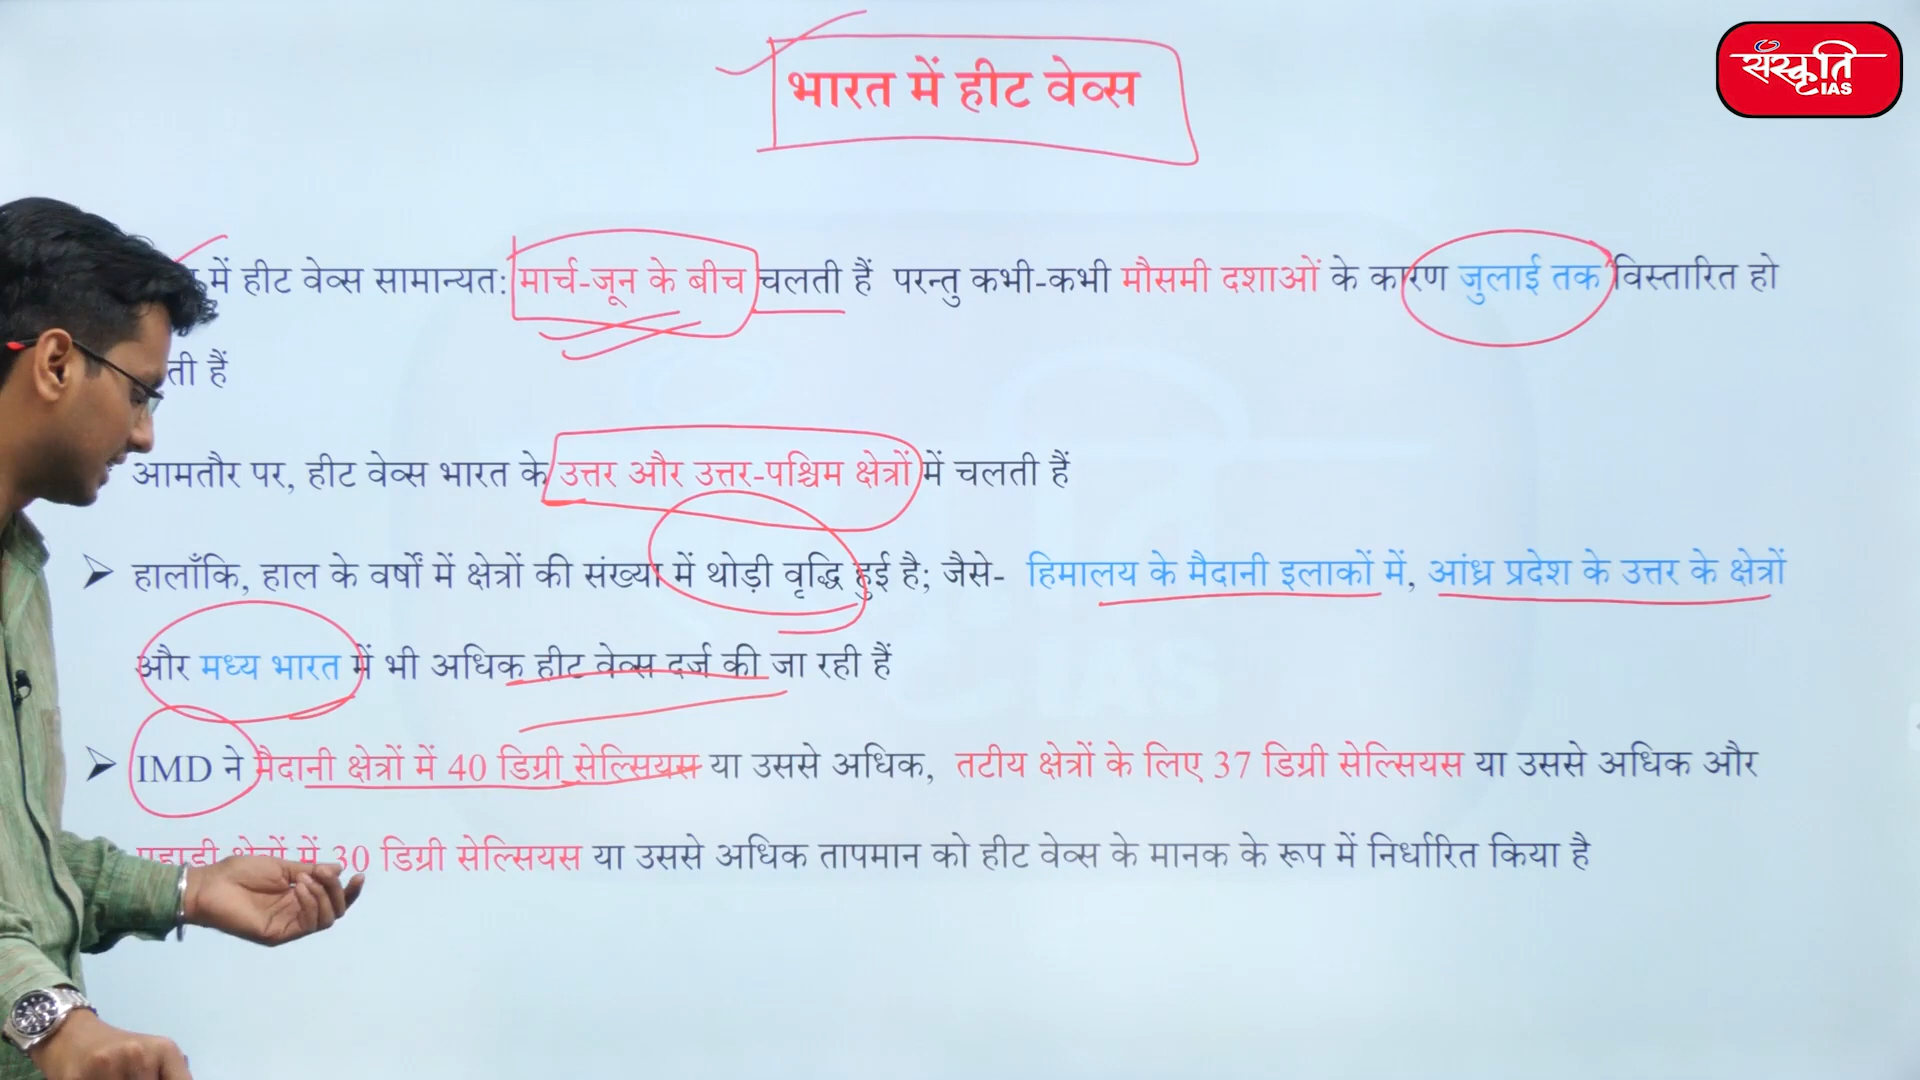 भारत में हीट वेव्स
संस्कृति
IAS
में हीट वेव्स सामान्यत: मार्च-जून के बीच चलती हैं परन्तु कभी-कभी मौसमी दशाओं के कारण जुलाई तक विस्तारित हो
ती हैं
आमतौर पर, हीट वेव्स भारत के उत्तर और उत्तर-पश्चिम क्षेत्रों में चलती हैं
➢ हालाँकि, हाल के वर्षों में क्षेत्रों की संख्या में थोड़ी वृद्धि हुई है; जैसे- हिमालय के मैदानी इलाकों में, आंध्र प्रदेश के उत्तर के क्षेत्रों
और मध्य भारत में भी अधिक हीट वेव्स दर्ज की जा रही हैं
➢ IMD ने मैदानी क्षेत्रों में 40 डिग्री सेल्सियस या उससे अधिक, तटीय क्षेत्रों के लिए 37 डिग्री सेल्सियस या उससे अधिक और
पहाड़ी क्षेत्रों में 30 डिग्री सेल्सियस या उससे अधिक तापमान को हीट वेव्स के मानक के रूप में निर्धारित किया है